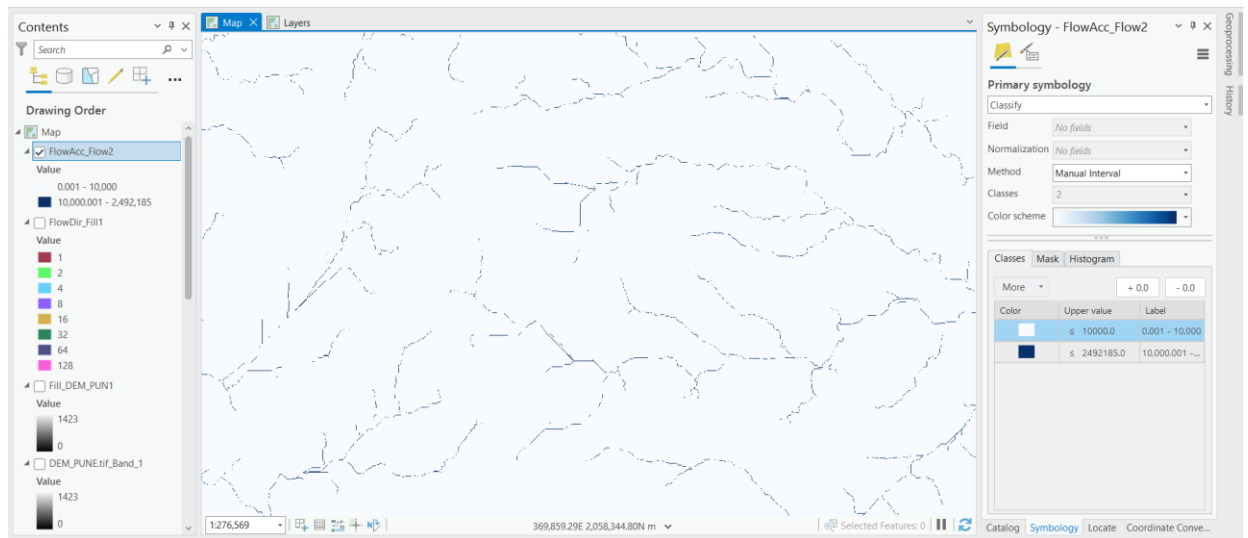 Contents
Search
Drawing Order
Map
FlowAcc_Flow2
Value
0.001 - 10,000
10,000.001 - 2,492,185
FlowDir_Fill1
Value
1
2
4
8
16
32
64
128
Fill_DEM_PUN1
Value
1423
0
DEM_PUNE.tif_Band_1
Value
1423
0
Map
Layers
1:276,569
369,859.29E 2,058,344.80N m
Selected Features: 0
Symbology - FlowAcc_Flow2
Primary symbology
Classify
Field No fields
Normalization No fields
Method Manual Interval
Classes 2
Color scheme
Classes Mask Histogram
More + 0.0 - 0.0
Color Upper value Label
≤ 10000.0 0.001 - 10,000
≤ 2492185.0 10,000.001 -...
Catalog Symbology Locate Coordinate Conve...
Geoprocessing
History